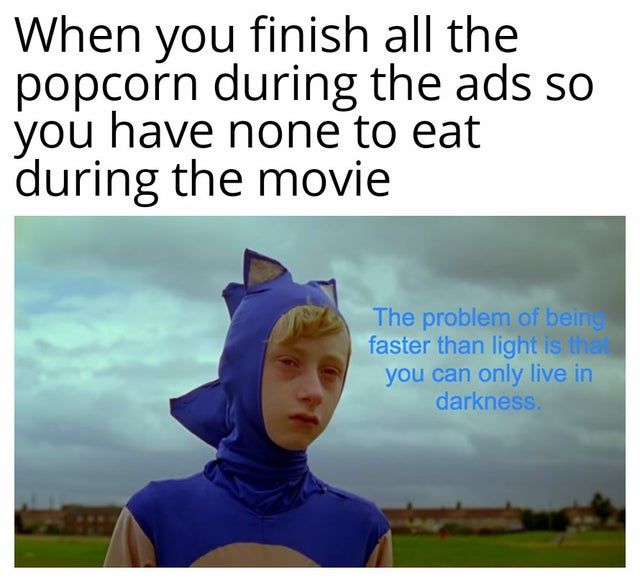 When you finish all the
popcorn during the ads so
you have none to eat
during the movie
The problem of being
faster than light is that
you can only live in
darkness.